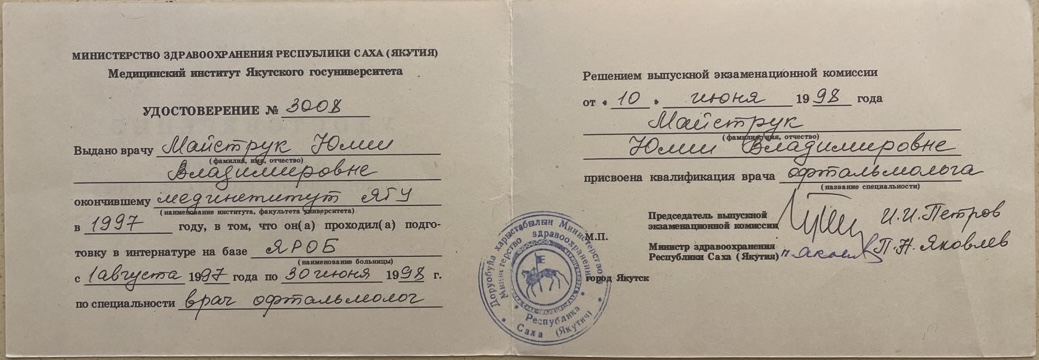 МИНИСТЕРСТВО ЗДРАВООХРАНЕНИЯ РЕСПУБЛИКИ САХА (ЯКУТИЯ)
Медицинский институт Якутского госуниверситета
УДОСТОВЕРЕНИЕ № 3008
Выдано врачу Майструк Юлии
(фамилия, имя, отчество)
Владимировне
окончившему мединститут ЯГУ
(наименование института, факультета университета)
в 1997 году, в том, что он(а) проходил(а) подго-
товку в интернатуре на базе ЯРОБ
(наименование больницы)
с 1 августа 1997 года по 30 июня 1998 г.
по специальности врач офтальмолог
Решением выпускной экзаменационной комиссии
от « 10 » июня 1998 года
Майструк
(фамилия, имя, отчество)
Юлии Владимировне
присвоена квалификация врача офтальмолога
(название специальности)
Председатель выпускной
экзаменационной комиссии И.И. Петров
М.П.
Министр здравоохранения
Республики Саха (Якутия) П.Н. Яковлев
город Якутск
Министерство здравоохранения
Республика
Саха (Якутия)